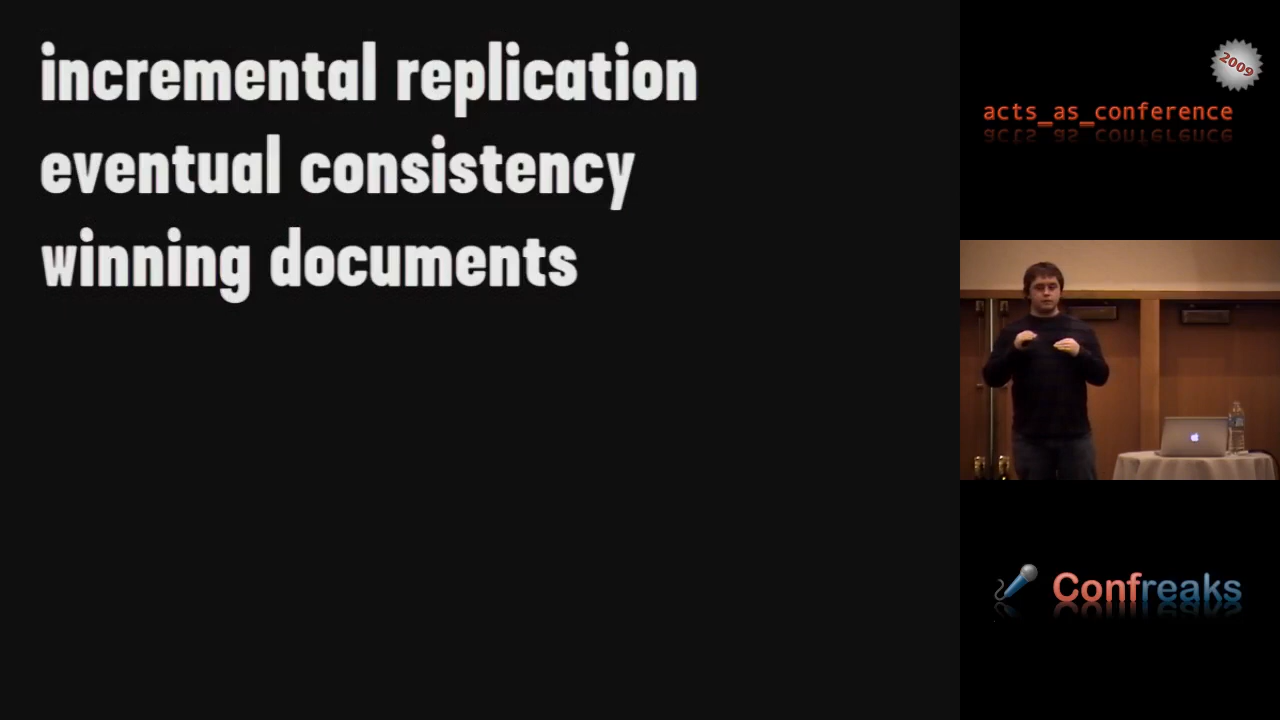 incremental replication
eventual consistency
winning documents
2009
acts_as_conference
Confreaks